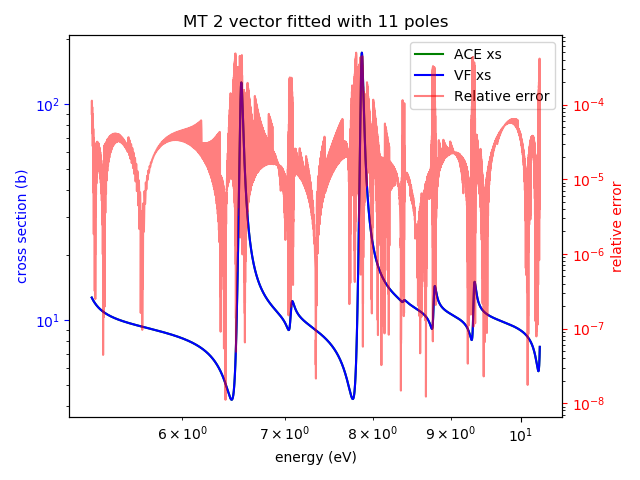 MT 2 vector fitted with 11 poles
ACE xs
VF xs
Relative error
cross section (b)
10²
10¹
relative error
10⁻⁴
10⁻⁵
10⁻⁶
10⁻⁷
10⁻⁸
6 × 10⁰ 7 × 10⁰ 8 × 10⁰ 9 × 10⁰ 10¹
energy (eV)